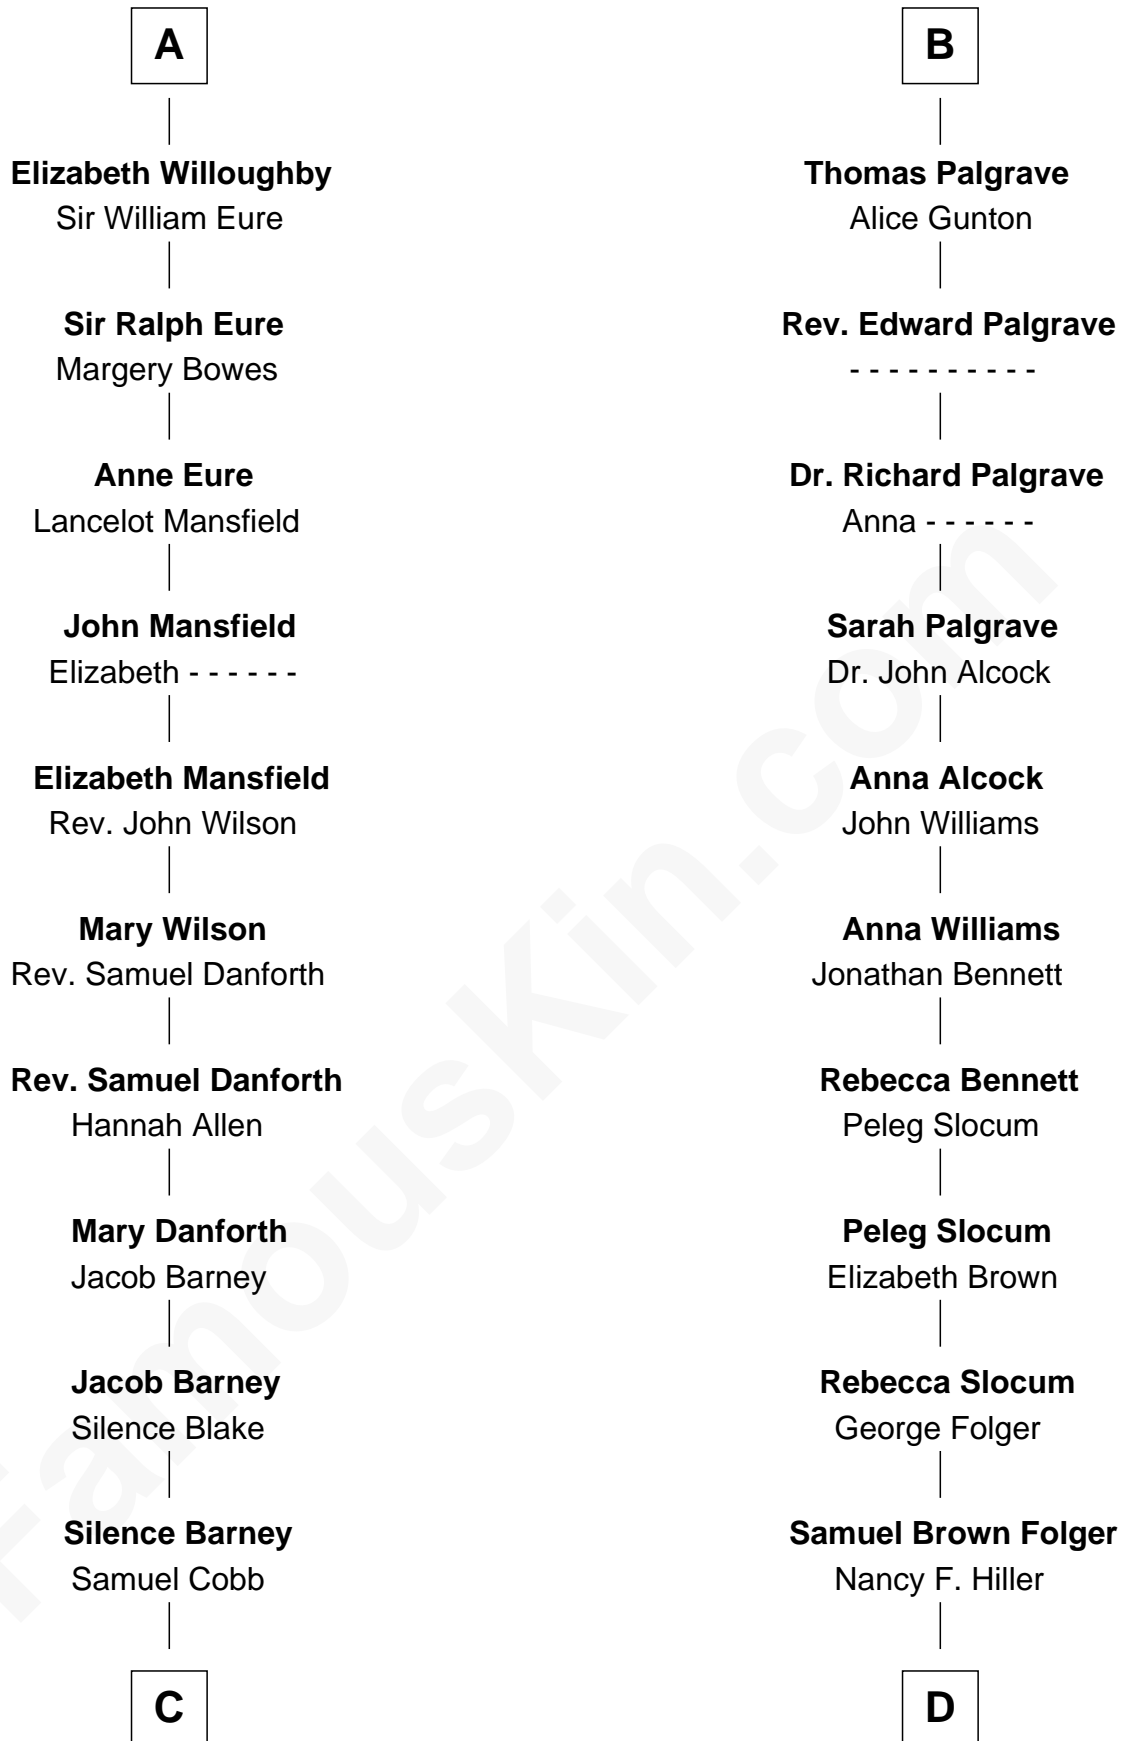 A
Elizabeth Willoughby
Sir William Eure
Sir Ralph Eure
Margery Bowes
Anne Eure
Lancelot Mansfield
John Mansfield
Elizabeth - - - - - -
Elizabeth Mansfield
Rev. John Wilson
Mary Wilson
Rev. Samuel Danforth
Rev. Samuel Danforth
Hannah Allen
Mary Danforth
Jacob Barney
Jacob Barney
Silence Blake
Silence Barney
Samuel Cobb
C
B
Thomas Palgrave
Alice Gunton
Rev. Edward Palgrave
- - - - - - - - - -
Dr. Richard Palgrave
Anna - - - - - -
Sarah Palgrave
Dr. John Alcock
Anna Alcock
John Williams
Anna Williams
Jonathan Bennett
Rebecca Bennett
Peleg Slocum
Peleg Slocum
Elizabeth Brown
Rebecca Slocum
George Folger
Samuel Brown Folger
Nancy F. Hiller
D
FamousKin.com